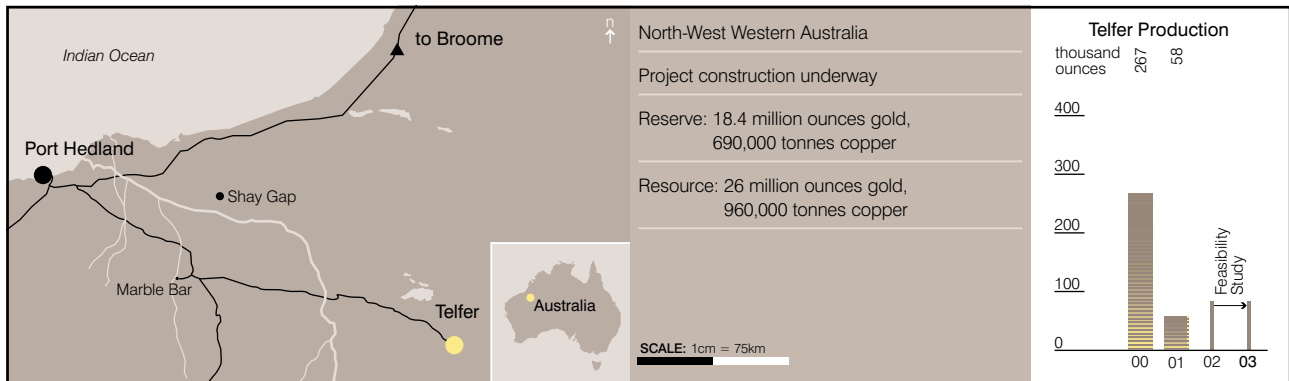 Indian Ocean
to Broome
n
Port Hedland
Shay Gap
Marble Bar
Telfer
Australia
North-West Western Australia
Project construction underway
Reserve: 18.4 million ounces gold,
690,000 tonnes copper
Resource: 26 million ounces gold,
960,000 tonnes copper
SCALE: 1cm = 75km
Telfer Production
thousand
ounces
267
58
400
300
200
100
0
Feasibility
Study
00
01
02
03